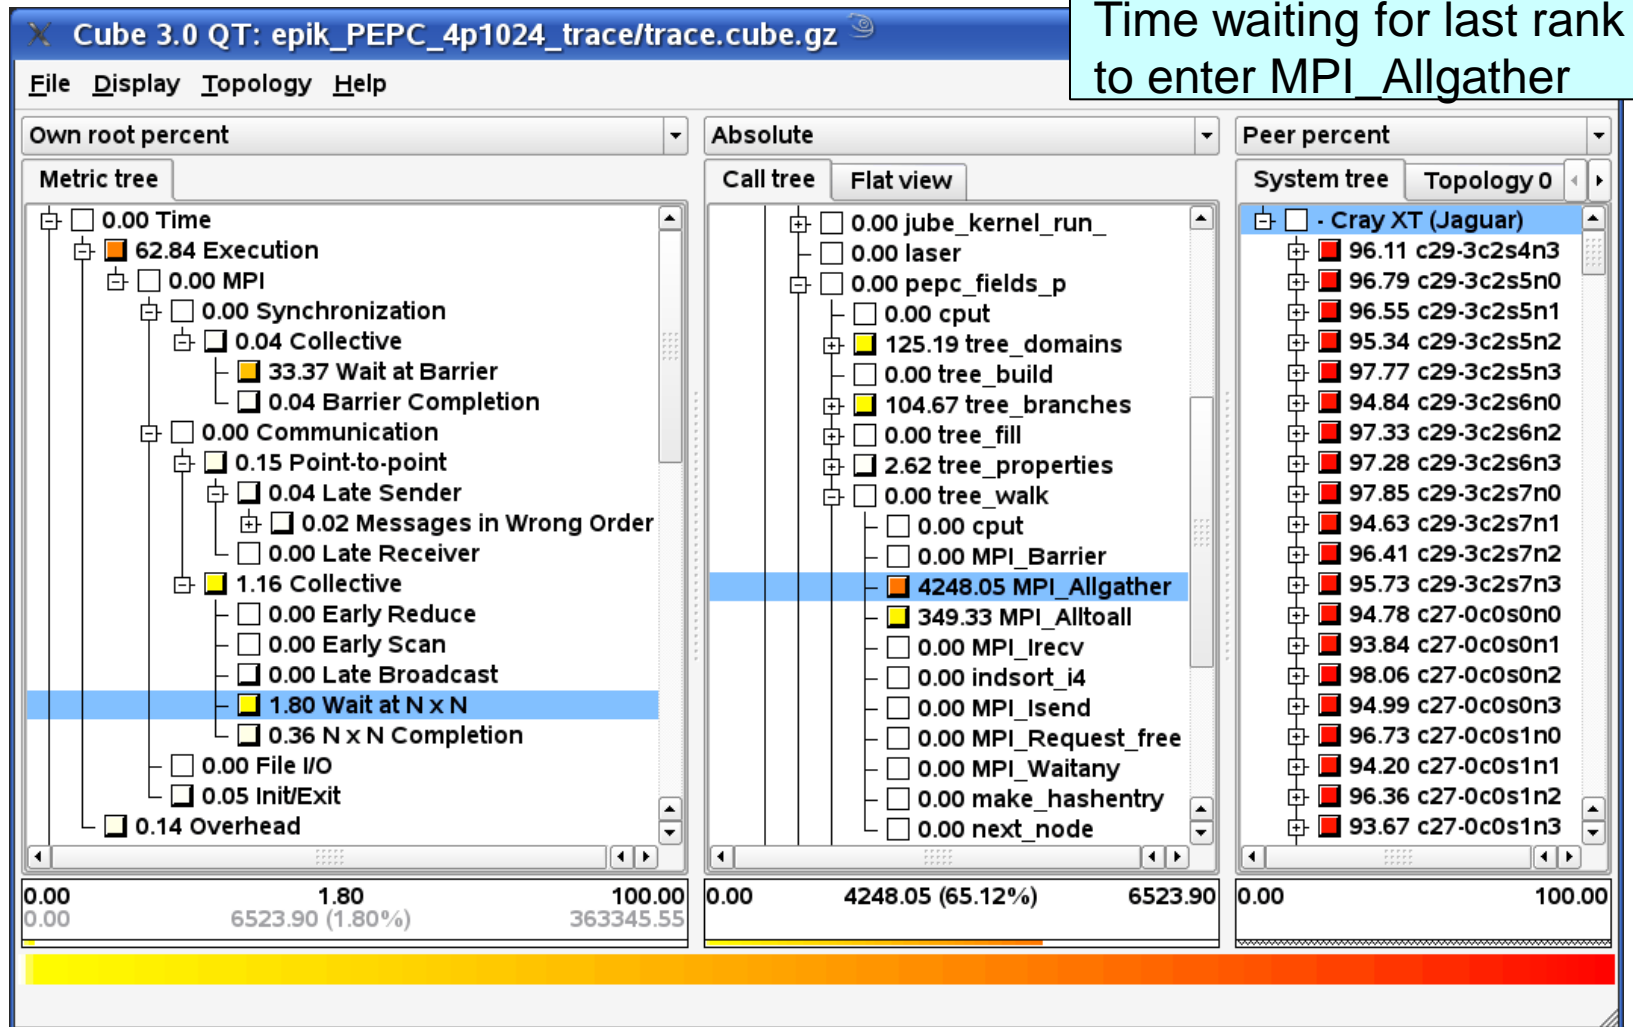 Time waiting for last rank
to enter MPI_Allgather
Cube 3.0 QT: epik_PEPC_4p1024_trace/trace.cube.gz
File Display Topology Help
Own root percent
Metric tree
0.00 Time
62.84 Execution
0.00 MPI
0.00 Synchronization
0.04 Collective
33.37 Wait at Barrier
0.04 Barrier Completion
0.00 Communication
0.15 Point-to-point
0.04 Late Sender
0.02 Messages in Wrong Order
0.00 Late Receiver
1.16 Collective
0.00 Early Reduce
0.00 Early Scan
0.00 Late Broadcast
1.80 Wait at N x N
0.36 N x N Completion
0.00 File I/O
0.05 Init/Exit
0.14 Overhead
0.00 1.80 100.00
0.00 6523.90 (1.80%) 363345.55
Absolute
Call tree Flat view
0.00 jube_kernel_run_
0.00 laser
0.00 pepc_fields_p
0.00 cput
125.19 tree_domains
0.00 tree_build
104.67 tree_branches
0.00 tree_fill
2.62 tree_properties
0.00 tree_walk
0.00 cput
0.00 MPI_Barrier
4248.05 MPI_Allgather
349.33 MPI_Alltoall
0.00 MPI_Irecv
0.00 indsort_i4
0.00 MPI_Isend
0.00 MPI_Request_free
0.00 MPI_Waitany
0.00 make_hashentry
0.00 next_node
0.00 4248.05 (65.12%) 6523.90
Peer percent
System tree Topology 0
- Cray XT (Jaguar)
96.11 c29-3c2s4n3
96.79 c29-3c2s5n0
96.55 c29-3c2s5n1
95.34 c29-3c2s5n2
97.77 c29-3c2s5n3
94.84 c29-3c2s6n0
97.33 c29-3c2s6n2
97.28 c29-3c2s6n3
97.85 c29-3c2s7n0
94.63 c29-3c2s7n1
96.41 c29-3c2s7n2
95.73 c29-3c2s7n3
94.78 c27-0c0s0n0
93.84 c27-0c0s0n1
98.06 c27-0c0s0n2
94.99 c27-0c0s0n3
96.73 c27-0c0s1n0
94.20 c27-0c0s1n1
96.36 c27-0c0s1n2
93.67 c27-0c0s1n3
0.00 100.00